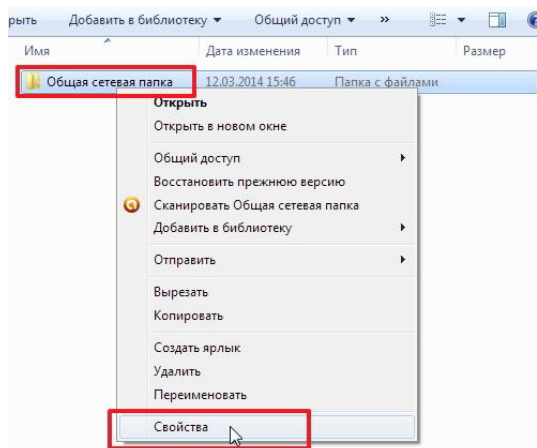 рыть Добавить в библиотеку Общий доступ »
Имя Дата изменения Тип Размер
Общая сетевая папка 12.03.2014 15:46 Папка с файлами
Открыть
Открыть в новом окне
Общий доступ
Восстановить прежнюю версию
Сканировать Общая сетевая папка
Добавить в библиотеку
Отправить
Вырезать
Копировать
Создать ярлык
Удалить
Переименовать
Свойства